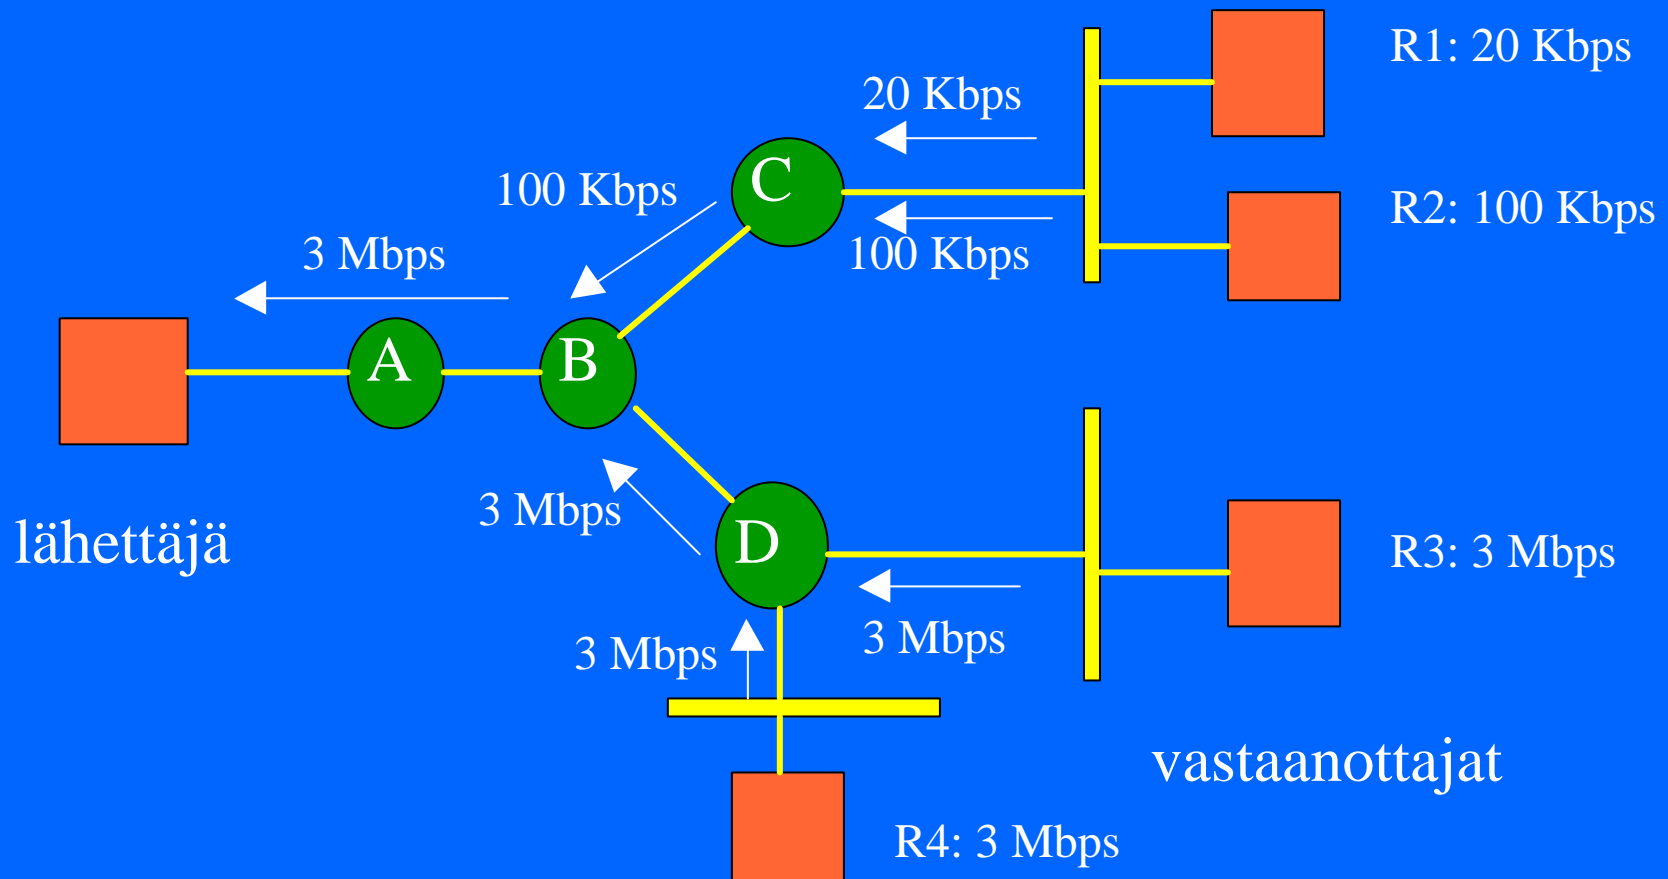 R1: 20 Kbps
20 Kbps
C
100 Kbps
R2: 100 Kbps
3 Mbps
100 Kbps
A
B
3 Mbps
D
lähettäjä
R3: 3 Mbps
3 Mbps
3 Mbps
vastaanottajat
R4: 3 Mbps